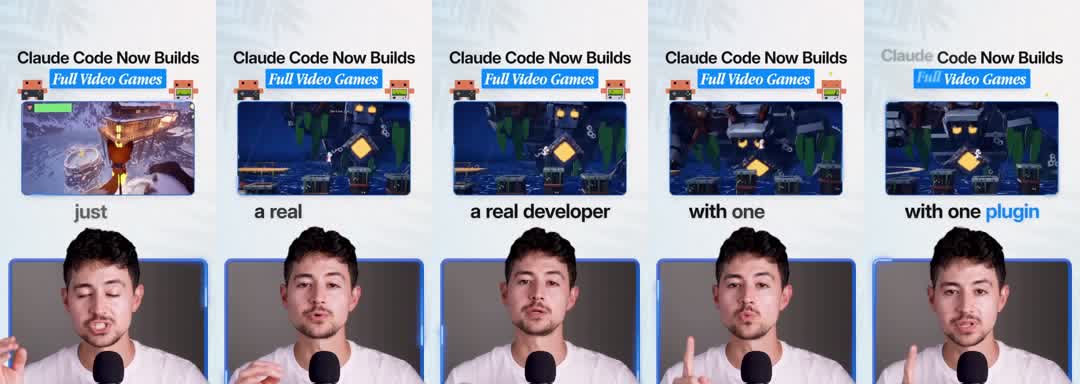 Claude Code Now Builds
Full Video Games
just
Claude Code Now Builds
Full Video Games
a real
Claude Code Now Builds
Full Video Games
a real developer
Claude Code Now Builds
Full Video Games
with one
Claude Code Now Builds
Full Video Games
with one plugin